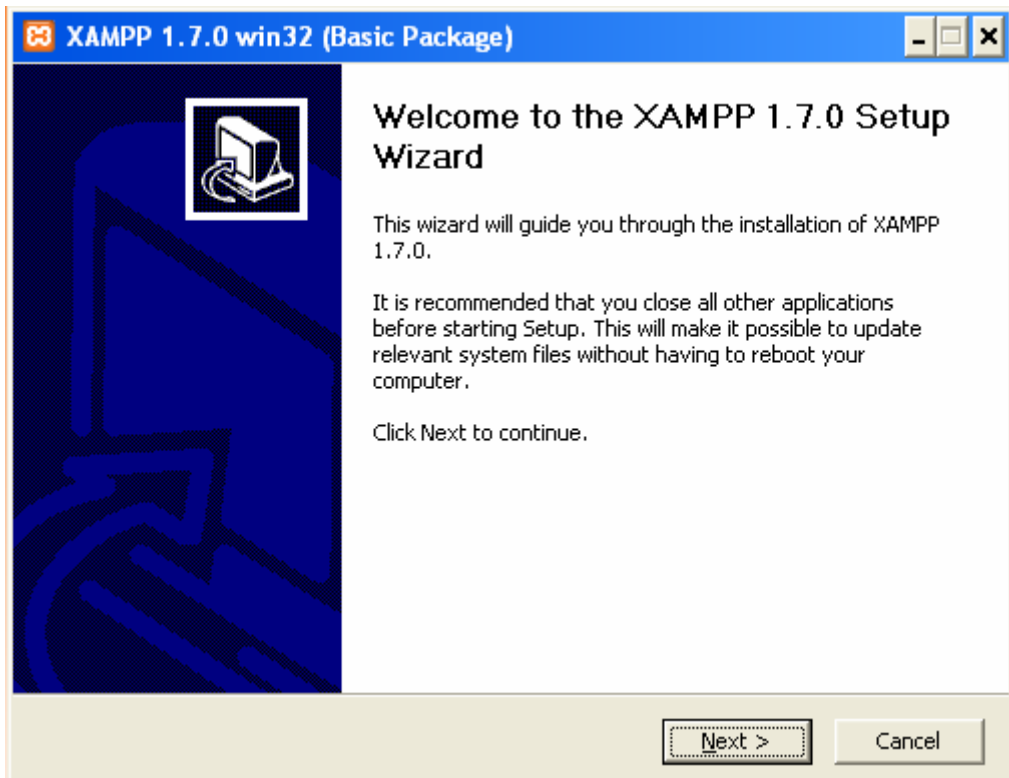 XAMPP 1.7.0 win32 (Basic Package)
Welcome to the XAMPP 1.7.0 Setup
Wizard
This wizard will guide you through the installation of XAMPP
1.7.0.
It is recommended that you close all other applications
before starting Setup. This will make it possible to update
relevant system files without having to reboot your
computer.
Click Next to continue.
Next >
Cancel